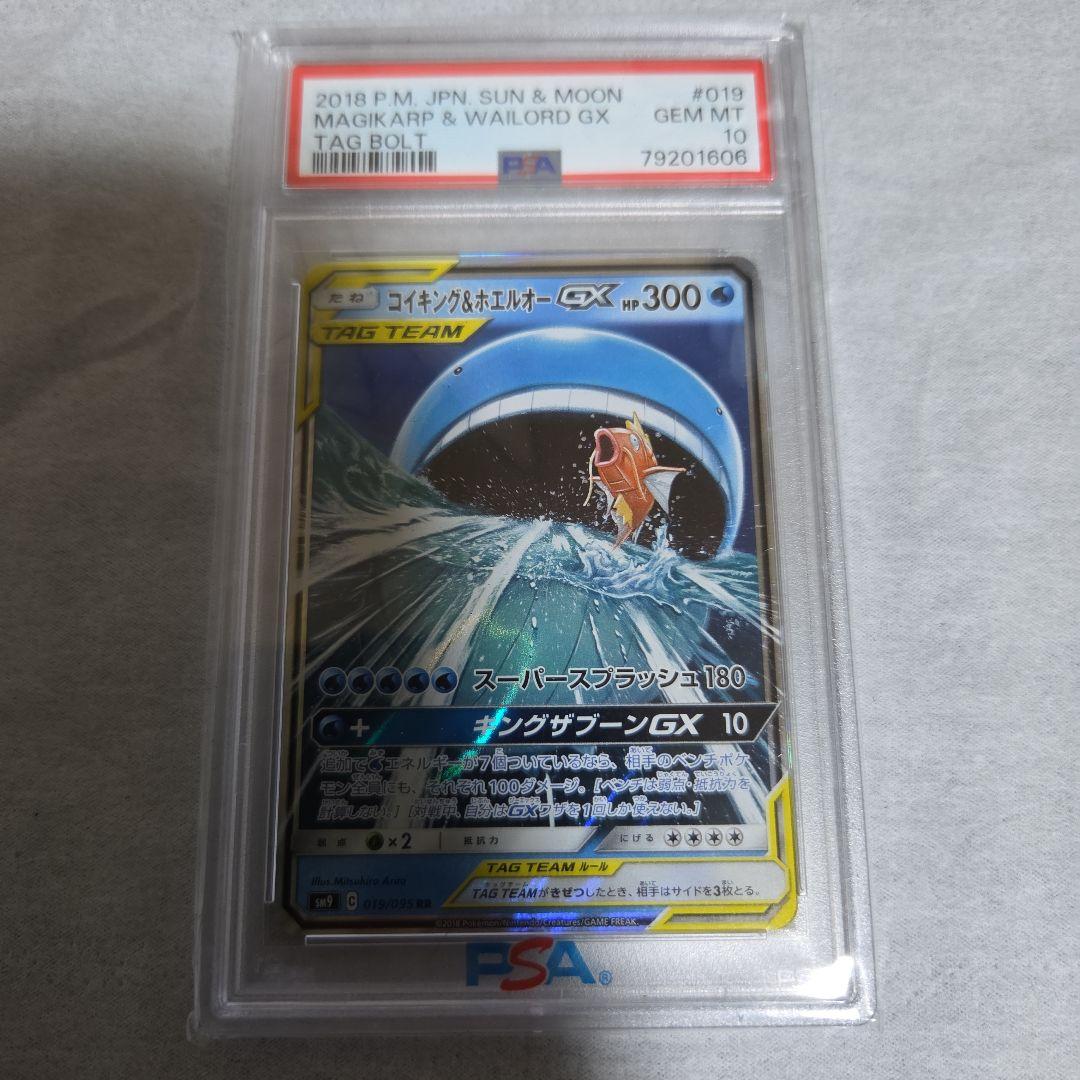 2018 P.M. JPN. SUN & MOON #019
MAGIKARP & WAILORD GX GEM MT
TAG BOLT 10
PSA 79201606
たね コイキング&ホエルオーGX HP300
TAG TEAM
スーパースプラッシュ180
+ キングザブーンGX 10
追加でエネルギーが7個ついているなら、相手のベンチポケ
モン全員にも、それぞれ100ダメージ。[ベンチは弱点・抵抗力を
計算しない。] [対戦中、自分はGXワザを1回しか使えない。]
弱点 ×2 抵抗力 にげる
TAG TEAM ルール
TAG TEAMがきぜつしたとき、相手はサイドを3枚とる。
Illus. Mitsuhiro Arita
SM9 C 019/095 RR
©2018 Pokémon/Nintendo/Creatures/GAME FREAK.
PSA®